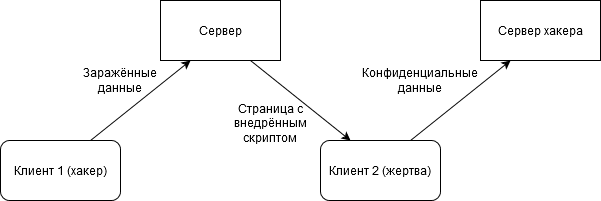 Сервер
Сервер хакера
Заражённые
данные
Конфиденциальные
данные
Страница с
внедрённым
скриптом
Клиент 1 (хакер)
Клиент 2 (жертва)